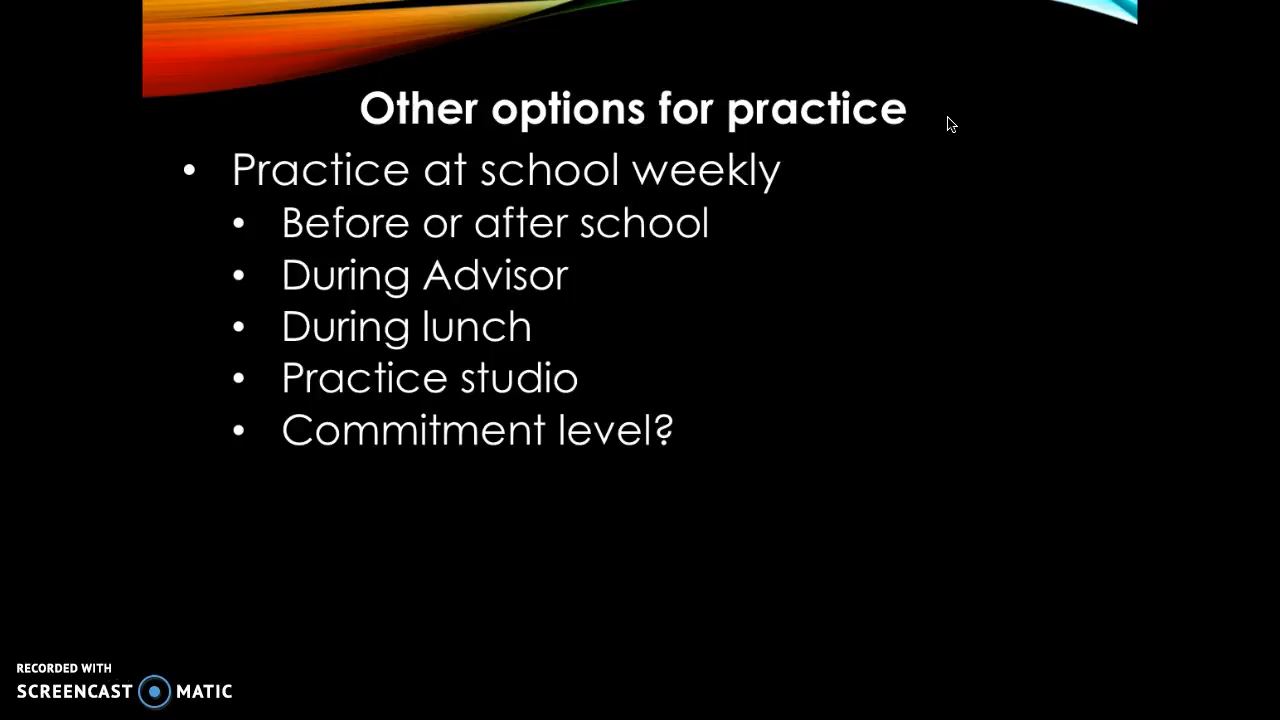 Other options for practice
• Practice at school weekly
• Before or after school
• During Advisor
• During lunch
• Practice studio
• Commitment level?
RECORDED WITH
SCREENCAST MATIC